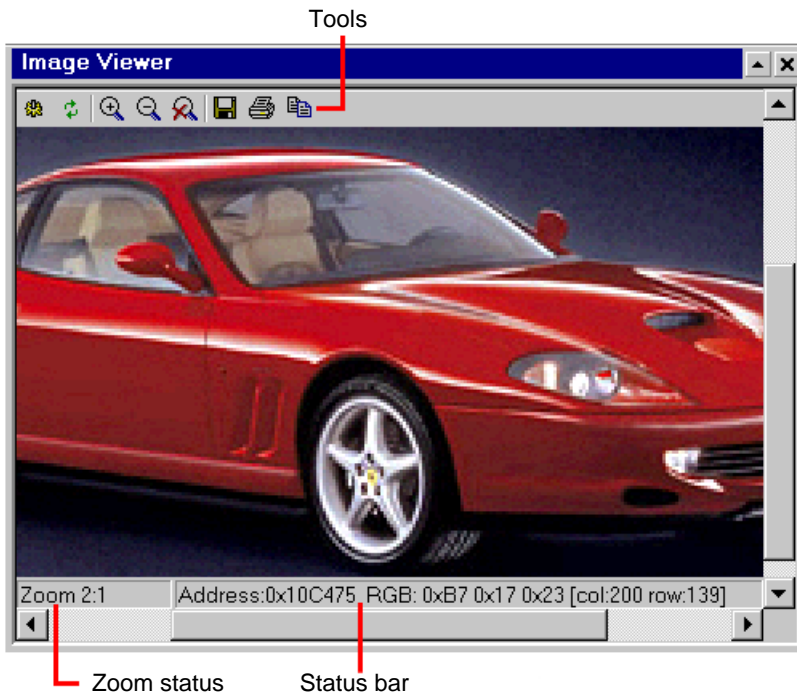 Tools
Image Viewer
Zoom 2:1 Address:0x10C475 RGB: 0xB7 0x17 0x23 [col:200 row:139]
Zoom status Status bar